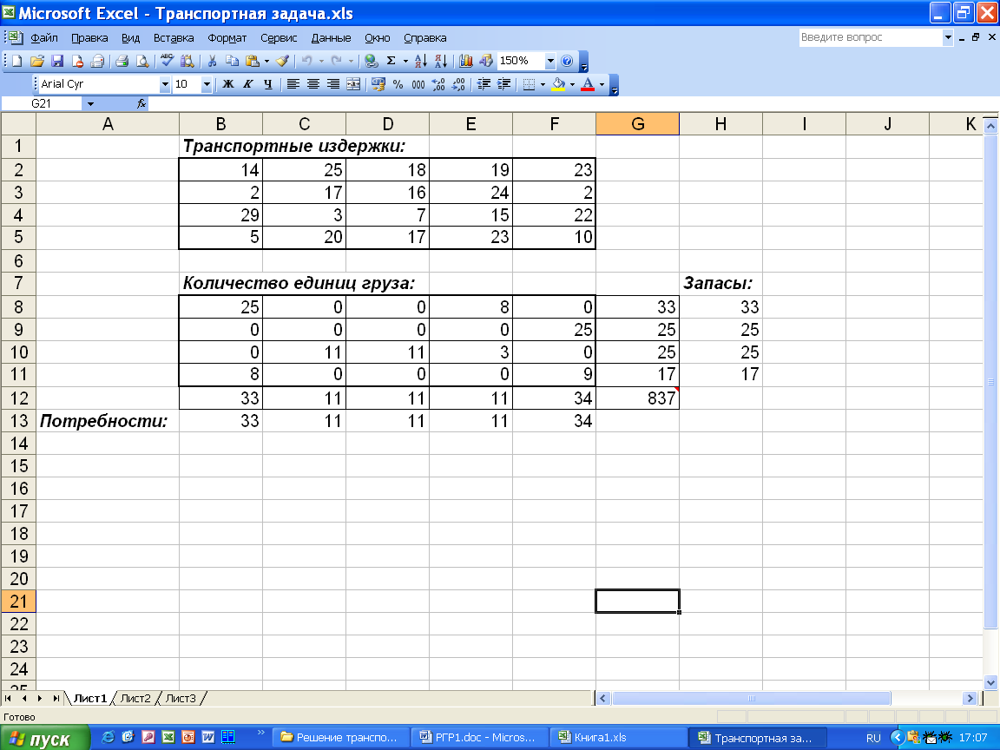 Microsoft Excel - Транспортная задача.xls
Файл Правка Вид Вставка Формат Сервис Данные Окно Справка
Введите вопрос
150%
Arial Cyr 10 Ж К Ч % 000
G21 fx
A B C D E F G H I J K
1 Транспортные издержки:
2 14 25 18 19 23
3 2 17 16 24 2
4 29 3 7 15 22
5 5 20 17 23 10
6
7 Количество единиц груза: Запасы:
8 25 0 0 8 0 33 33
9 0 0 0 0 25 25 25
10 0 11 11 3 0 25 25
11 8 0 0 0 9 17 17
12 33 11 11 11 34 837
13 Потребности: 33 11 11 11 34
14
15
16
17
18
19
20
21
22
23
24
25
Лист1 Лист2 Лист3
Готово
пуск Решение транспо... РГР1.doc - Micros... Книга1.xls Транспортная за... RU 17:07